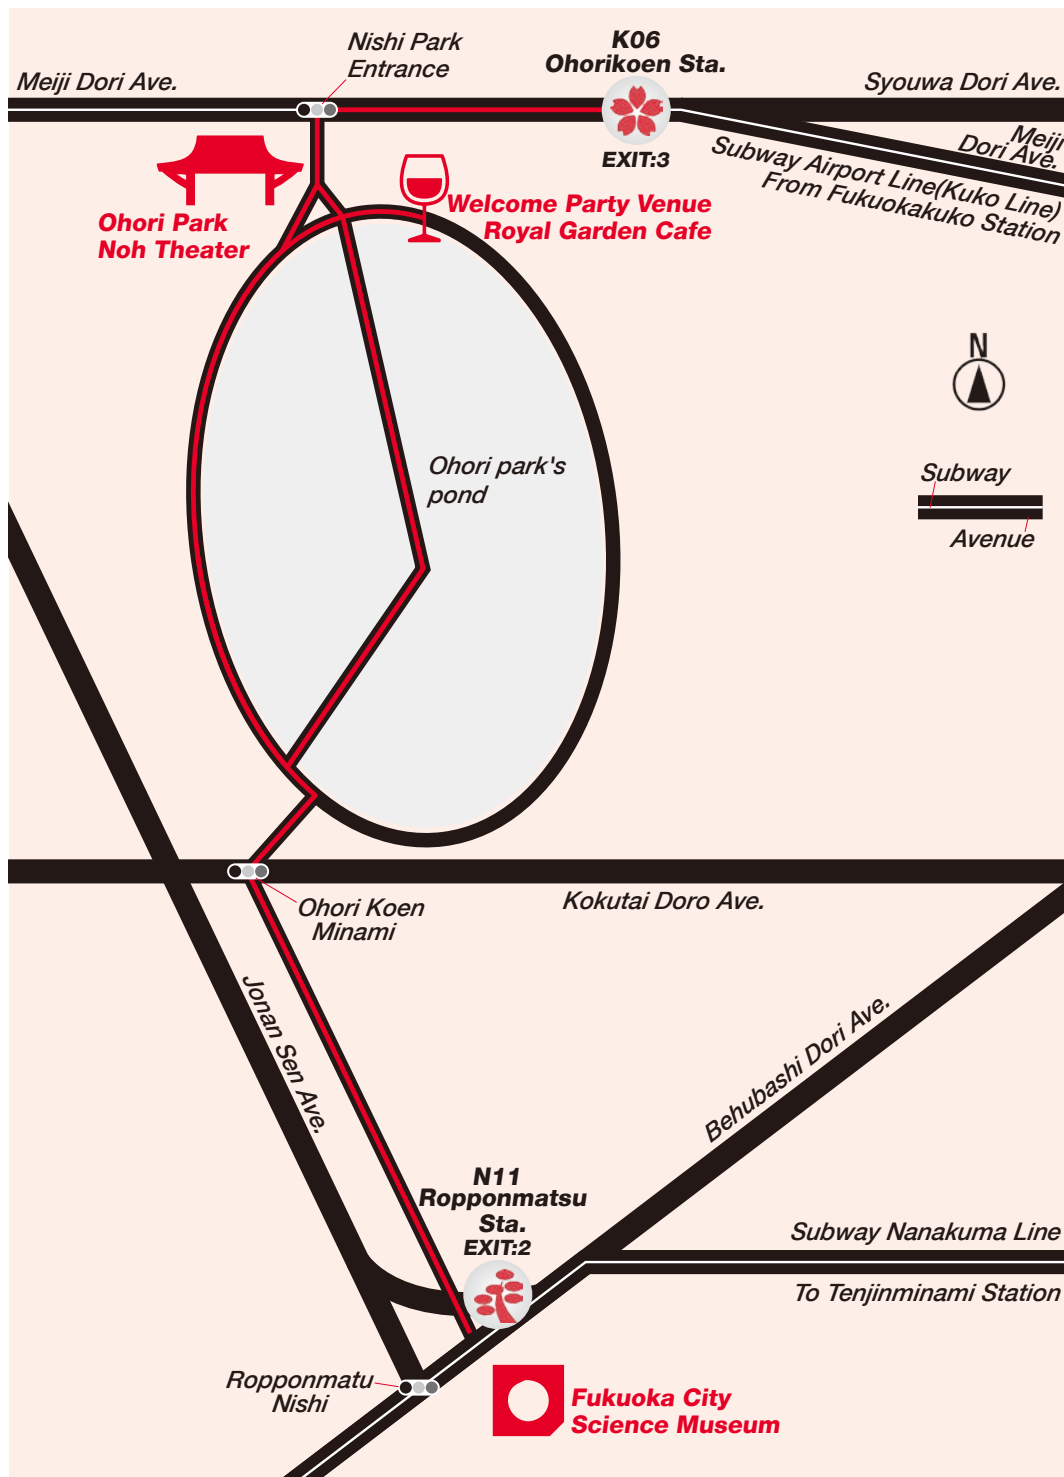 K06
Ohorikoen Sta.
Nishi Park
Entrance
Meiji Dori Ave.
Syouwa Dori Ave.
Meiji
Dori Ave.
EXIT:3
Subway Airport Line(Kuko Line)
From Fukuokakuko Station
Welcome Party Venue
Royal Garden Cafe
Ohori Park
Noh Theater
N
Ohori park's
pond
Subway
Avenue
Kokutai Doro Ave.
Ohori Koen
Minami
Jonan Sen Ave.
Behubashi Dori Ave.
N11
Ropponmatsu
Sta.
EXIT:2
Subway Nanakuma Line
To Tenjinminami Station
Ropponmatu
Nishi
Fukuoka City
Science Museum